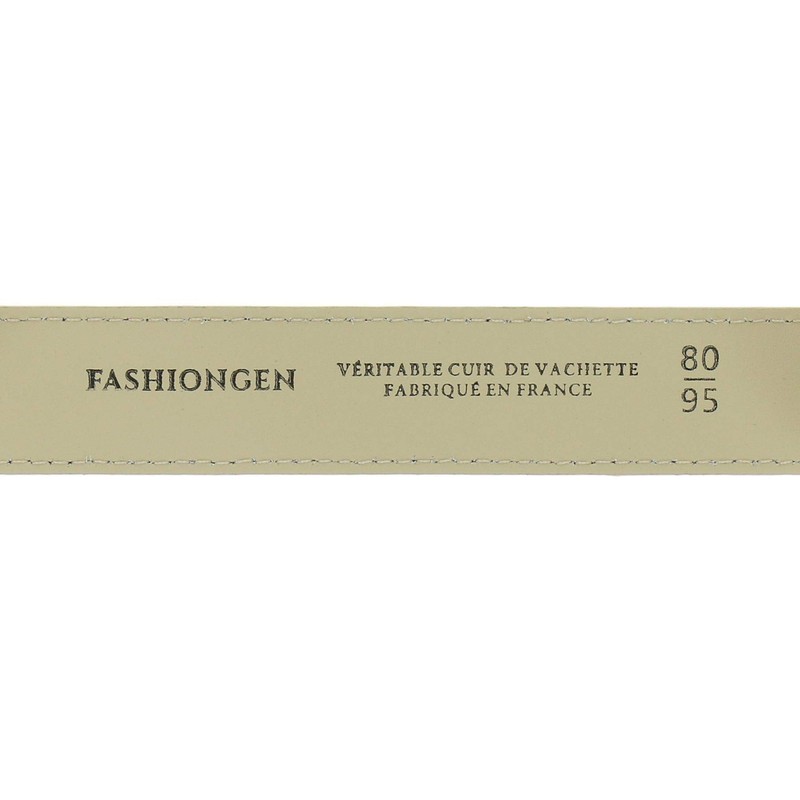 FASHIONGEN
VÉRITABLE CUIR DE VACHETTE
FABRIQUÉ EN FRANCE
80
95